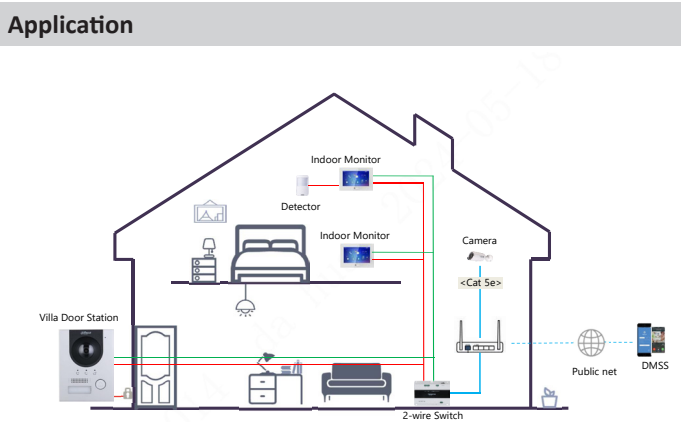 Application
Indoor Monitor
Detector
Indoor Monitor
Camera
<Cat 5e>
Villa Door Station
Public net
DMSS
2-wire Switch